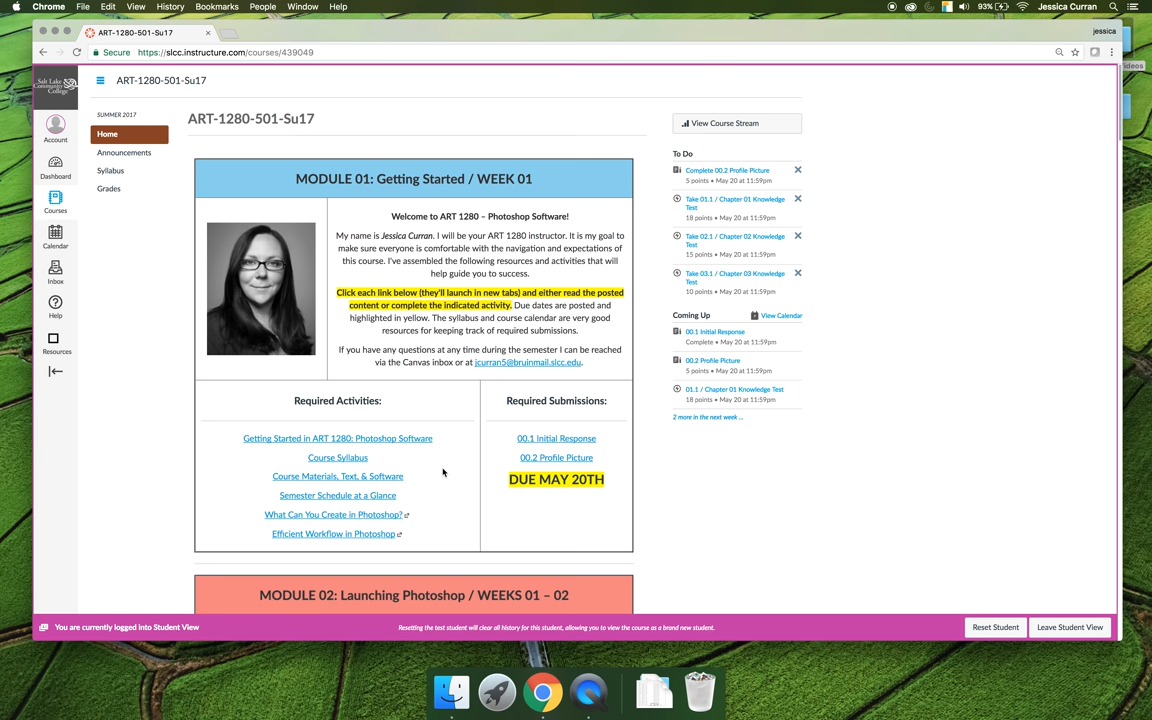 Chrome File Edit View History Bookmarks People Window Help 93% Jessica Curran
ART-1280-501-Su17 jessica
Secure https://slcc.instructure.com/courses/439049
Videos
Salt Lake
Community
College
ART-1280-501-Su17
Account
Dashboard
Courses
Calendar
Inbox
Help
Resources
SUMMER 2017
Home
Announcements
Syllabus
Grades
ART-1280-501-Su17
MODULE 01: Getting Started / WEEK 01
Welcome to ART 1280 – Photoshop Software!
My name is Jessica Curran. I will be your ART 1280 instructor. It is my goal to
make sure everyone is comfortable with the navigation and expectations of
this course. I've assembled the following resources and activities that will
help guide you to success.
Click each link below (they'll launch in new tabs) and either read the posted
content or complete the indicated activity. Due dates are posted and
highlighted in yellow. The syllabus and course calendar are very good
resources for keeping track of required submissions.
If you have any questions at any time during the semester I can be reached
via the Canvas inbox or at jcurran5@bruinmail.slcc.edu.
Required Activities:
Getting Started in ART 1280: Photoshop Software
Course Syllabus
Course Materials, Text, & Software
Semester Schedule at a Glance
What Can You Create in Photoshop?
Efficient Workflow in Photoshop
Required Submissions:
00.1 Initial Response
00.2 Profile Picture
DUE MAY 20TH
MODULE 02: Launching Photoshop / WEEKS 01 – 02
View Course Stream
To Do
Complete 00.2 Profile Picture
5 points • May 20 at 11:59pm
Take 01.1 / Chapter 01 Knowledge
Test
18 points • May 20 at 11:59pm
Take 02.1 / Chapter 02 Knowledge
Test
15 points • May 20 at 11:59pm
Take 03.1 / Chapter 03 Knowledge
Test
10 points • May 20 at 11:59pm
Coming Up View Calendar
00.1 Initial Response
Complete • May 20 at 11:59pm
00.2 Profile Picture
5 points • May 20 at 11:59pm
01.1 / Chapter 01 Knowledge Test
18 points • May 20 at 11:59pm
2 more in the next week ...
You are currently logged into Student View
Resetting the test student will clear all history for this student, allowing you to view the course as a brand new student.
Reset Student
Leave Student View